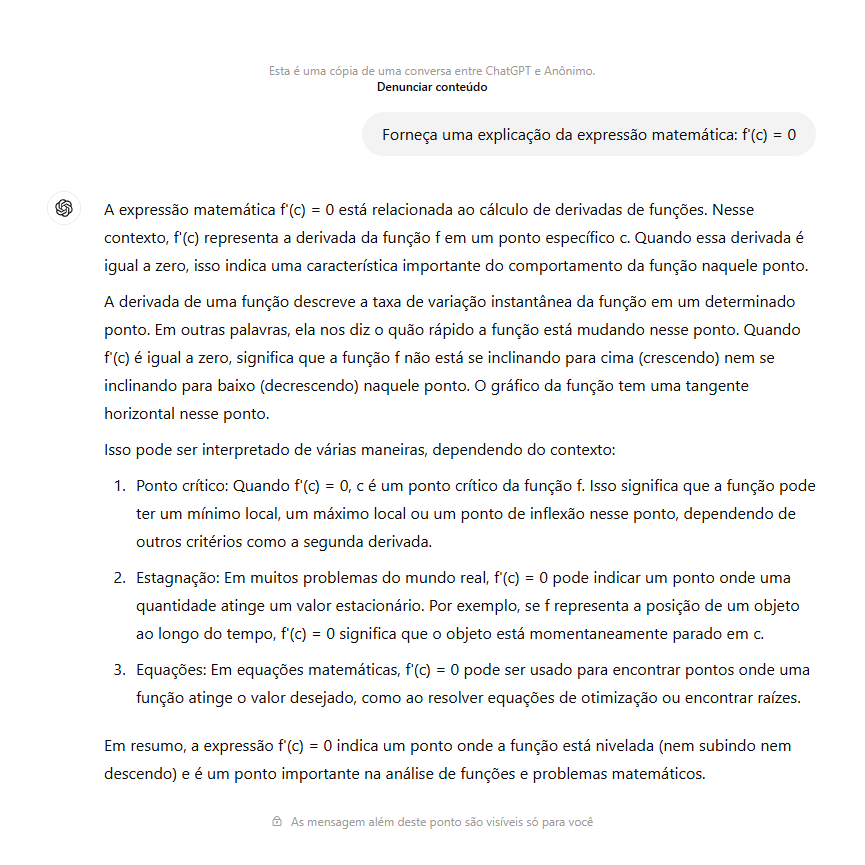 Esta é uma cópia de uma conversa entre ChatGPT e Anônimo.
Denunciar conteúdo
Forneça uma explicação da expressão matemática: f'(c) = 0
A expressão matemática f'(c) = 0 está relacionada ao cálculo de derivadas de funções. Nesse
contexto, f'(c) representa a derivada da função f em um ponto específico c. Quando essa derivada é
igual a zero, isso indica uma característica importante do comportamento da função naquele ponto.
A derivada de uma função descreve a taxa de variação instantânea da função em um determinado
ponto. Em outras palavras, ela nos diz o quão rápido a função está mudando nesse ponto. Quando
f'(c) é igual a zero, significa que a função f não está se inclinando para cima (crescendo) nem se
inclinando para baixo (decrescendo) naquele ponto. O gráfico da função tem uma tangente
horizontal nesse ponto.
Isso pode ser interpretado de várias maneiras, dependendo do contexto:
1. Ponto crítico: Quando f'(c) = 0, c é um ponto crítico da função f. Isso significa que a função pode
ter um mínimo local, um máximo local ou um ponto de inflexão nesse ponto, dependendo de
outros critérios como a segunda derivada.
2. Estagnação: Em muitos problemas do mundo real, f'(c) = 0 pode indicar um ponto onde uma
quantidade atinge um valor estacionário. Por exemplo, se f representa a posição de um objeto
ao longo do tempo, f'(c) = 0 significa que o objeto está momentaneamente parado em c.
3. Equações: Em equações matemáticas, f'(c) = 0 pode ser usado para encontrar pontos onde uma
função atinge o valor desejado, como ao resolver equações de otimização ou encontrar raízes.
Em resumo, a expressão f'(c) = 0 indica um ponto onde a função está nivelada (nem subindo nem
descendo) e é um ponto importante na análise de funções e problemas matemáticos.
As mensagem além deste ponto são visíveis só para você